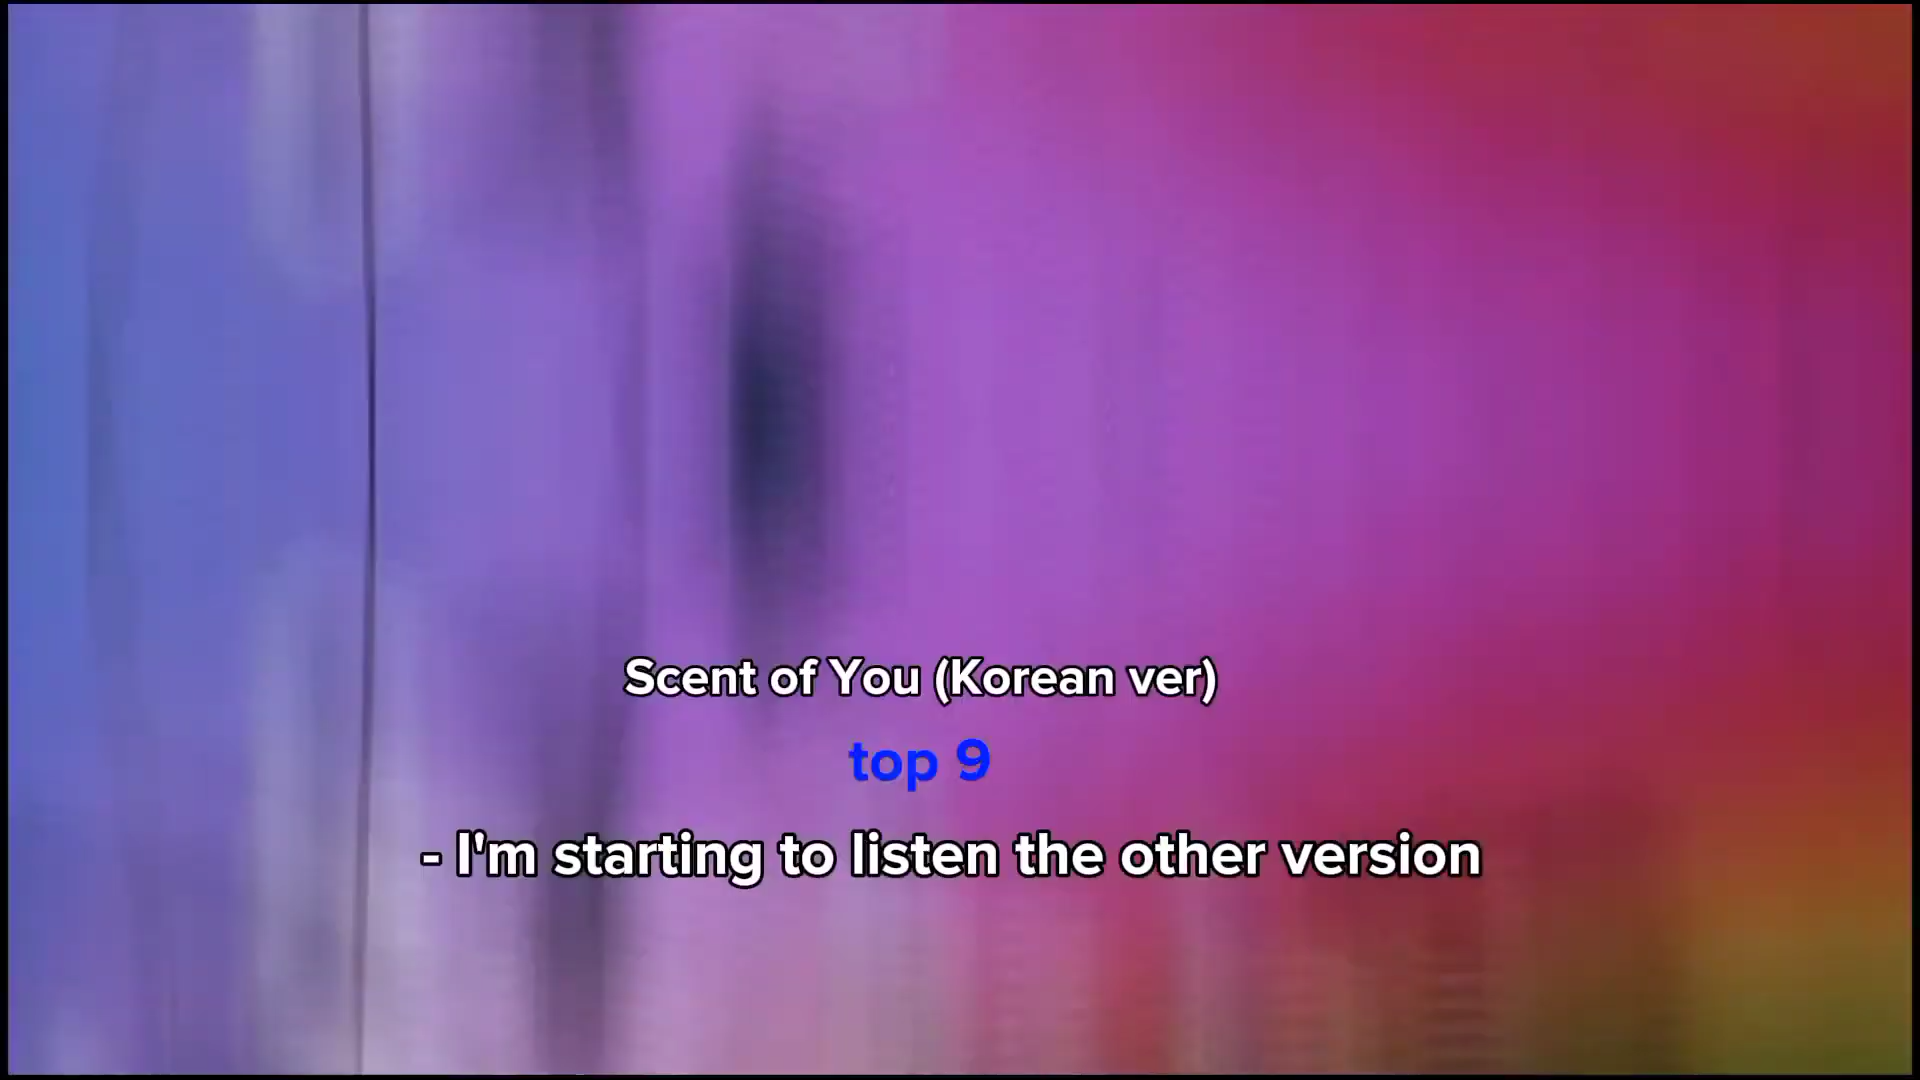 Scent of You (Korean ver)
top 9
- I'm starting to listen the other version